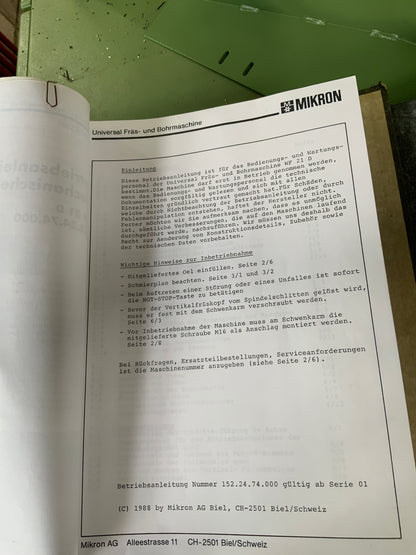 MIKRON
Universal Fräs- und Bohrmaschine
Einleitung
Diese Betriebsanleitung ist für das Bedienungs- und Wartungs-
personal der Universal Fräs- und Bohrmaschine WF 21 D
bestimmt. Die Maschine darf erst in Betrieb genommen werden,
wenn das Bedienungs- und Wartungspersonal die technische
Dokumentation sorgfältig gelesen und sich mit allen
Einzelheiten gründlich vertraut gemacht hat. Für Schäden,
welche durch Nichtbeachtung der Betriebsanleitung oder durch
Fehlmanipulation entstehen, haftet der Hersteller nicht.
Ferner möchten wir Sie aufmerksam machen, dass es unmöglich
ist, sämtliche Verbesserungen, die auf den Maschinen laufend
durchgeführt werden, nachzuführen. Wir müssen uns deshalb das
Recht zur Aenderung von Konstruktionsdetails, Zubehör sowie
der technischen Daten vorbehalten.
Wichtige Hinweise zur Inbetriebnahme
- Mitgeliefertes Oel einfüllen. Seite 2/6
- Schmierplan beachten. Seite 3/1 und 3/2
- Beim Auftreten einer Störung oder eines Unfalles ist sofort
die NOT-STOP-Taste zu betätigen
- Bevor der Vertikalfräskopf vom Spindelschlitten gelöst wird,
muss er fest mit dem Schwenkarm verschraubt werden.
Seite 6/3
- Vor Inbetriebnahme der Maschine muss am Schwenkarm die
mitgelieferte Schraube M16 als Anschlag montiert werden.
Seite 2/8
Bei Rückfragen, Ersatzteilbestellungen, Serviceanforderungen
ist die Maschinennummer anzugeben (siehe Seite 2/6).
Betriebsanleitung Nummer 152.24.74.000 gültig ab Serie 01
(C) 1988 by Mikron AG Biel, CH-2501 Biel/Schweiz
Mikron AG Alleestrasse 11 CH-2501 Biel/Schweiz